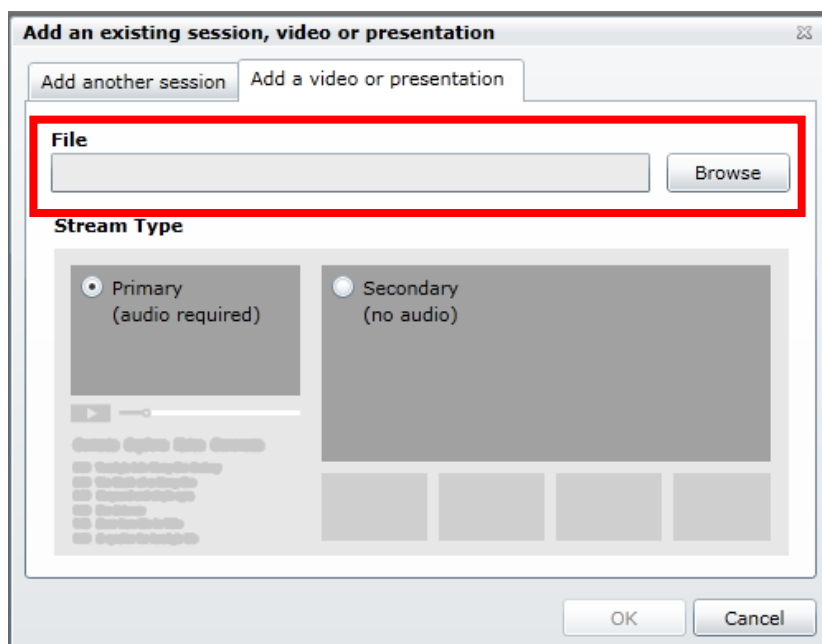 Add an existing session, video or presentation
Add another session
Add a video or presentation
File
Browse
Stream Type
Primary
(audio required)
Secondary
(no audio)
OK
Cancel